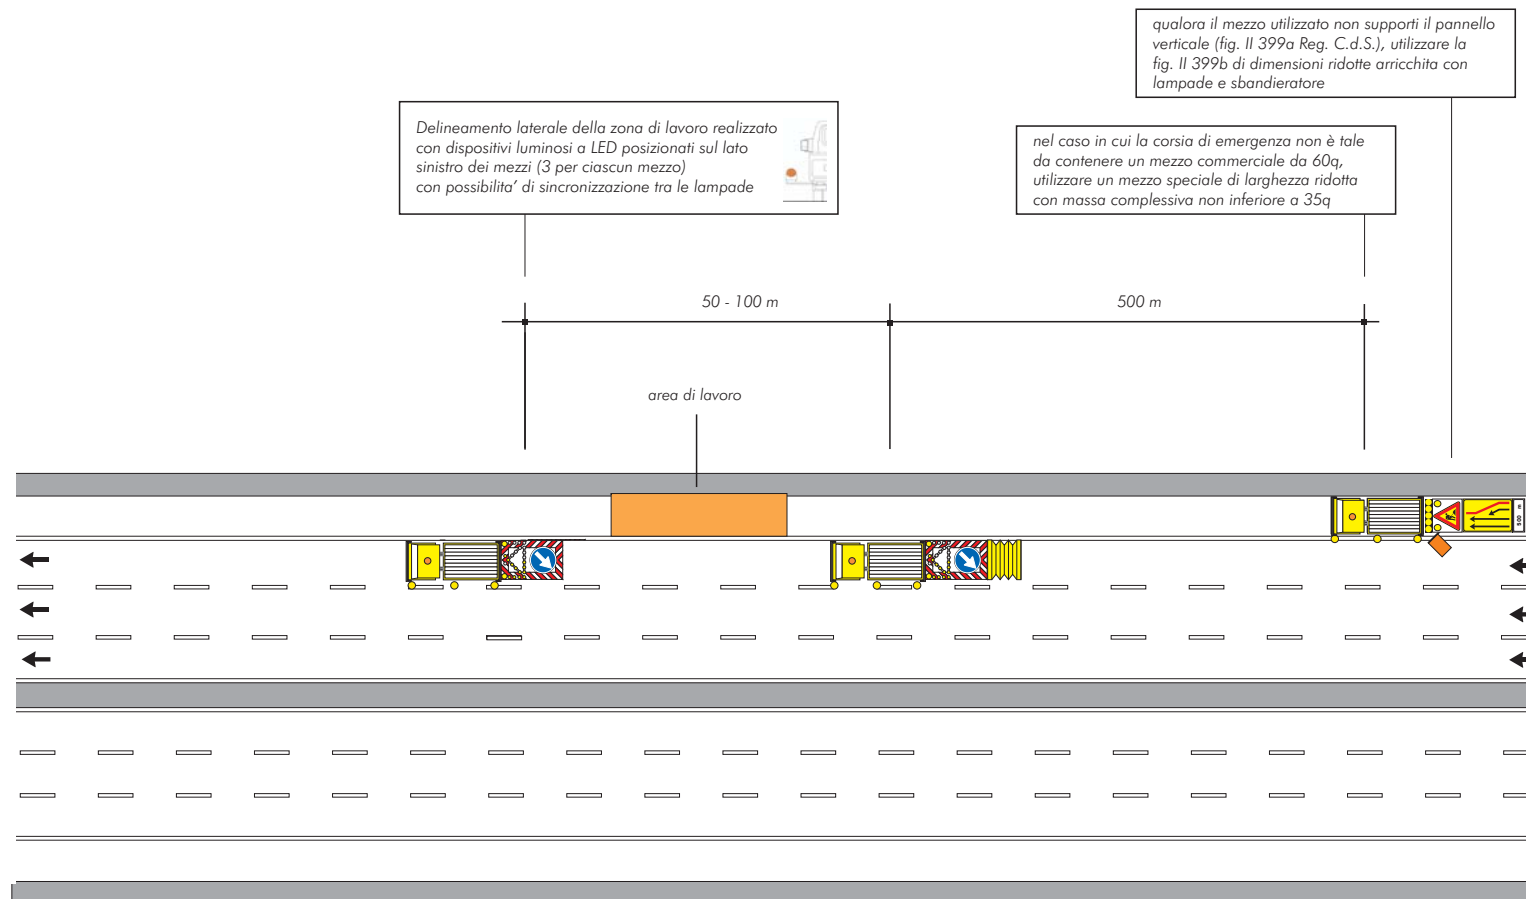 qualora il mezzo utilizzato non supporti il pannello
verticale (fig. II 399a Reg. C.d.S.), utilizzare la
fig. II 399b di dimensioni ridotte arricchita con
lampade e sbandieratore
Delineamento laterale della zona di lavoro realizzato
con dispositivi luminosi a LED posizionati sul lato
sinistro dei mezzi (3 per ciascun mezzo)
con possibilita' di sincronizzazione tra le lampade
nel caso in cui la corsia di emergenza non è tale
da contenere un mezzo commerciale da 60q,
utilizzare un mezzo speciale di larghezza ridotta
con massa complessiva non inferiore a 35q
50 - 100 m
500 m
area di lavoro
500 m